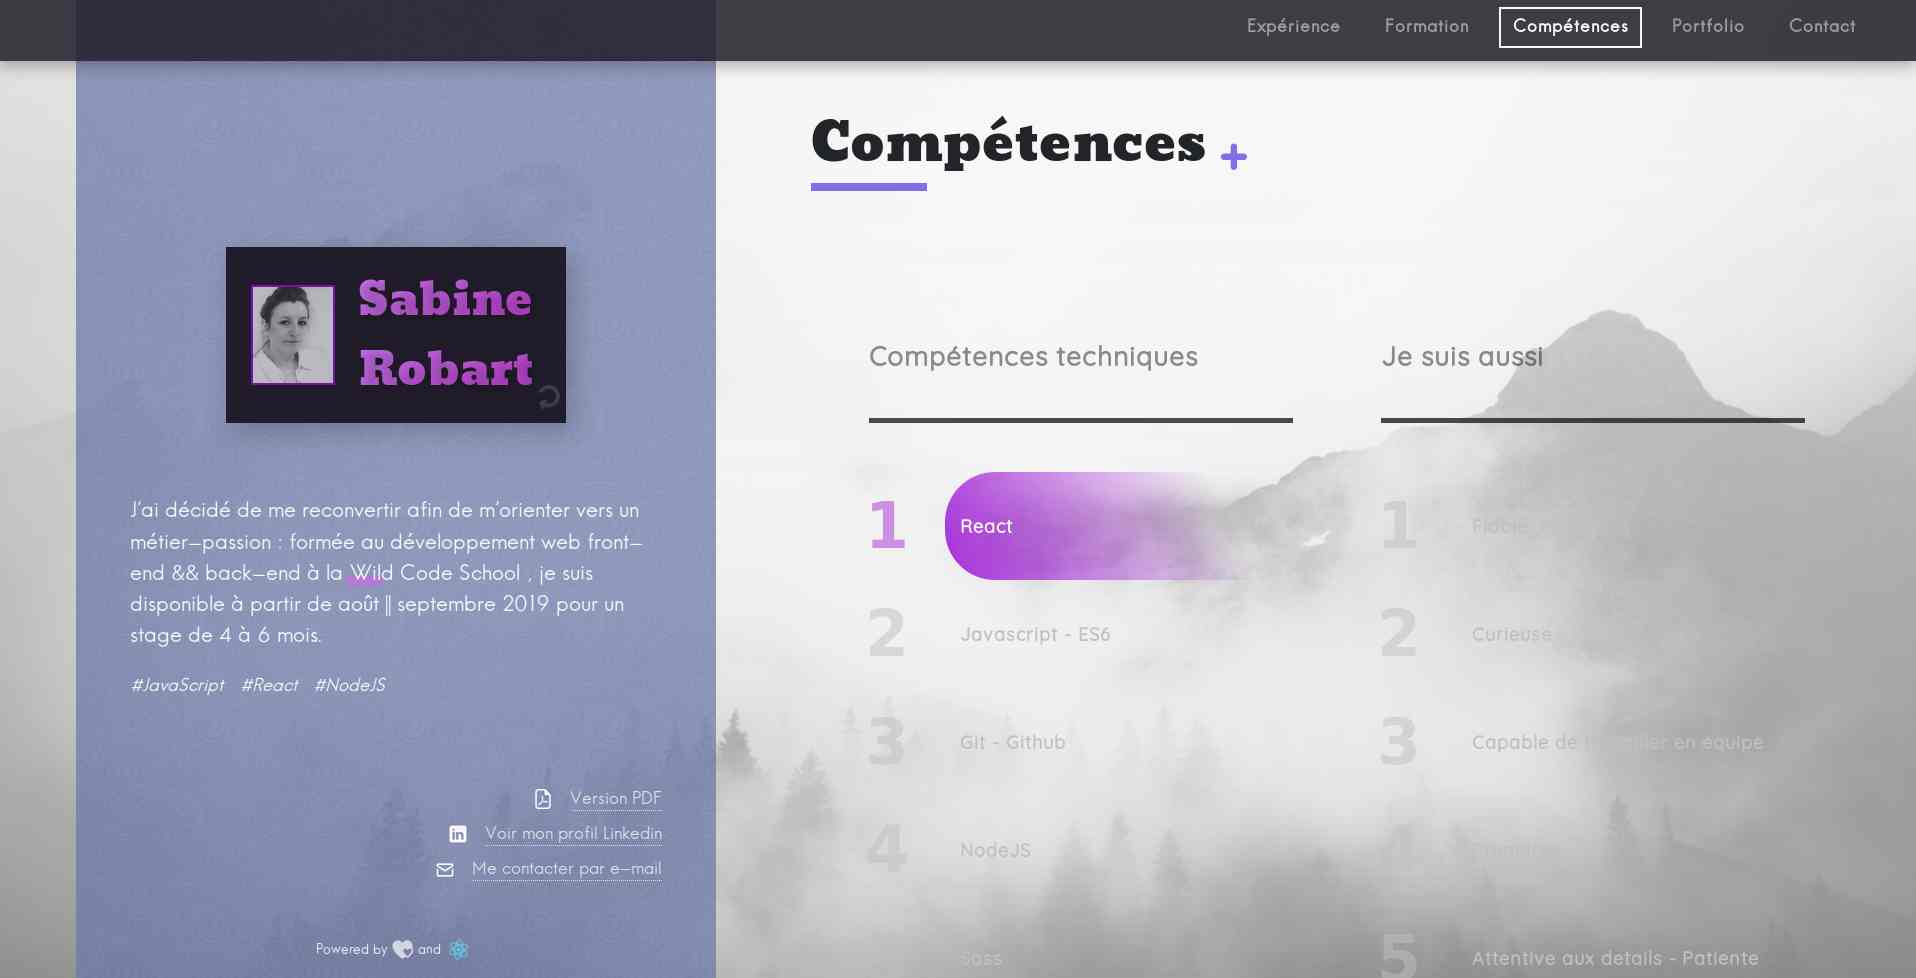 Expérience Formation Compétences Portfolio Contact
Compétences +
Sabine
Robart
J'ai décidé de me reconvertir afin de m'orienter vers un
métier-passion : formée au développement web front-
end && back-end à la Wild Code School , je suis
disponible à partir de août || septembre 2019 pour un
stage de 4 à 6 mois.
#JavaScript #React #NodeJS
Version PDF
Voir mon profil Linkedin
Me contacter par e-mail
Powered by and
Compétences techniques
1 React
2 Javascript - ES6
3 Git - Github
4 NodeJS
Sass
Je suis aussi
1 Fiable
2 Curieuse
3 Capable de travailler en équipe
4
5 Attentive aux details - Patiente